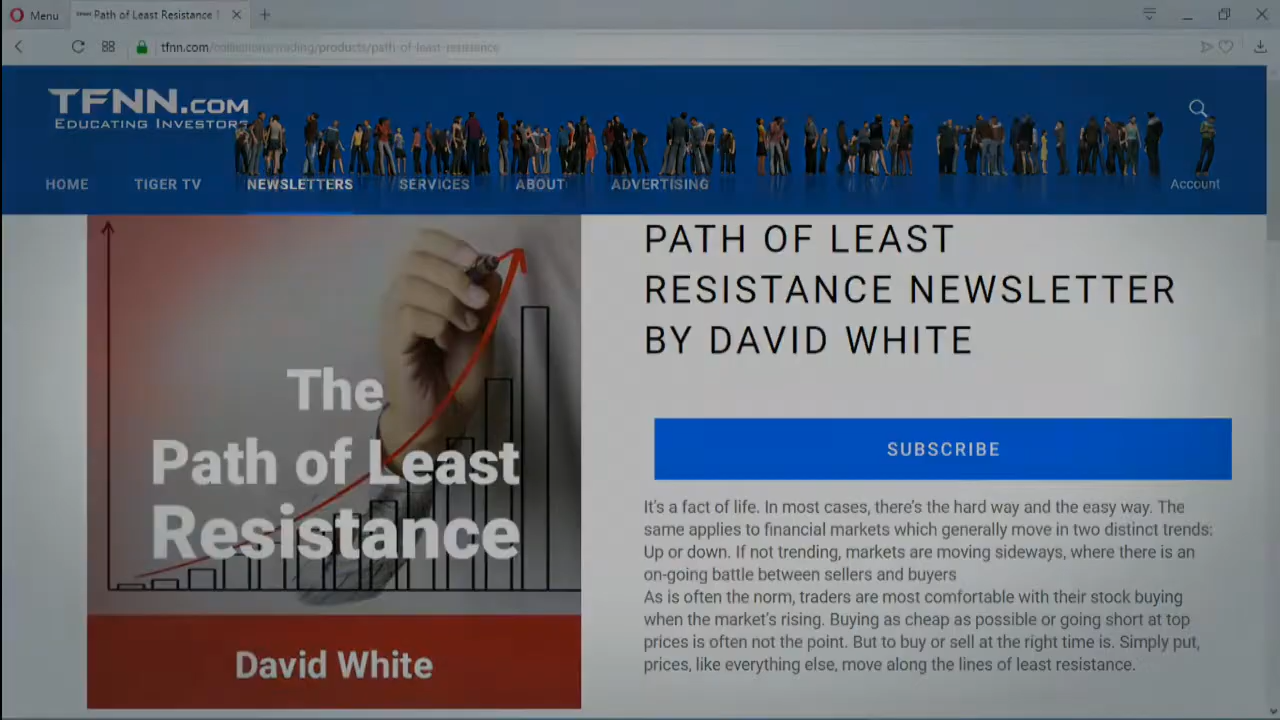 Menu
Path of Least Resistance
tfnn.com/collections/trading/products/path-of-least-resistence
TFNN.COM
EDUCATING INVESTORS
HOME TIGER TV NEWSLETTERS SERVICES ABOUT ADVERTISING Account
PATH OF LEAST
RESISTANCE NEWSLETTER
BY DAVID WHITE
The
Path of Least
Resistance
David White
SUBSCRIBE
It's a fact of life. In most cases, there's the hard way and the easy way. The
same applies to financial markets which generally move in two distinct trends:
Up or down. If not trending, markets are moving sideways, where there is an
on-going battle between sellers and buyers
As is often the norm, traders are most comfortable with their stock buying
when the market's rising. Buying as cheap as possible or going short at top
prices is often not the point. But to buy or sell at the right time is. Simply put,
prices, like everything else, move along the lines of least resistance.